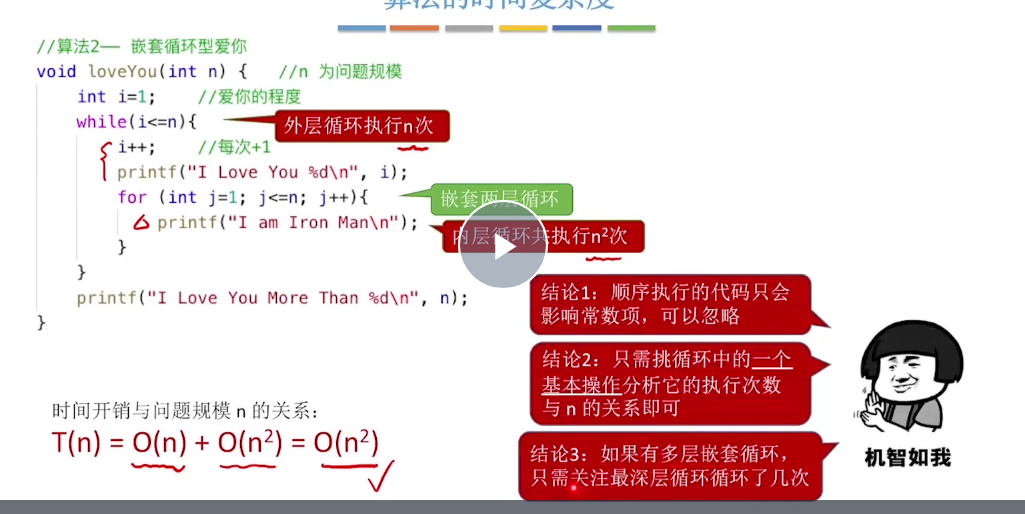 算法的时间复杂度
//算法2—— 嵌套循环型爱你
void loveYou(int n) {   //n 为问题规模
int i=1;    //爱你的程度
while(i<=n){
外层循环执行n次
i++;    //每次+1
printf("I Love You %d\n", i);
for (int j=1; j<=n; j++){
嵌套两层循环
printf("I am Iron Man\n");
内层循环共执行n²次
}
}
printf("I Love You More Than %d\n", n);
}
结论1：顺序执行的代码只会
影响常数项，可以忽略
结论2：只需挑循环中的一个
基本操作分析它的执行次数
与 n 的关系即可
结论3：如果有多层嵌套循环，
只需关注最深层循环循环了几次
机智如我
时间开销与问题规模 n 的关系：
T(n) = O(n) + O(n²) = O(n²)